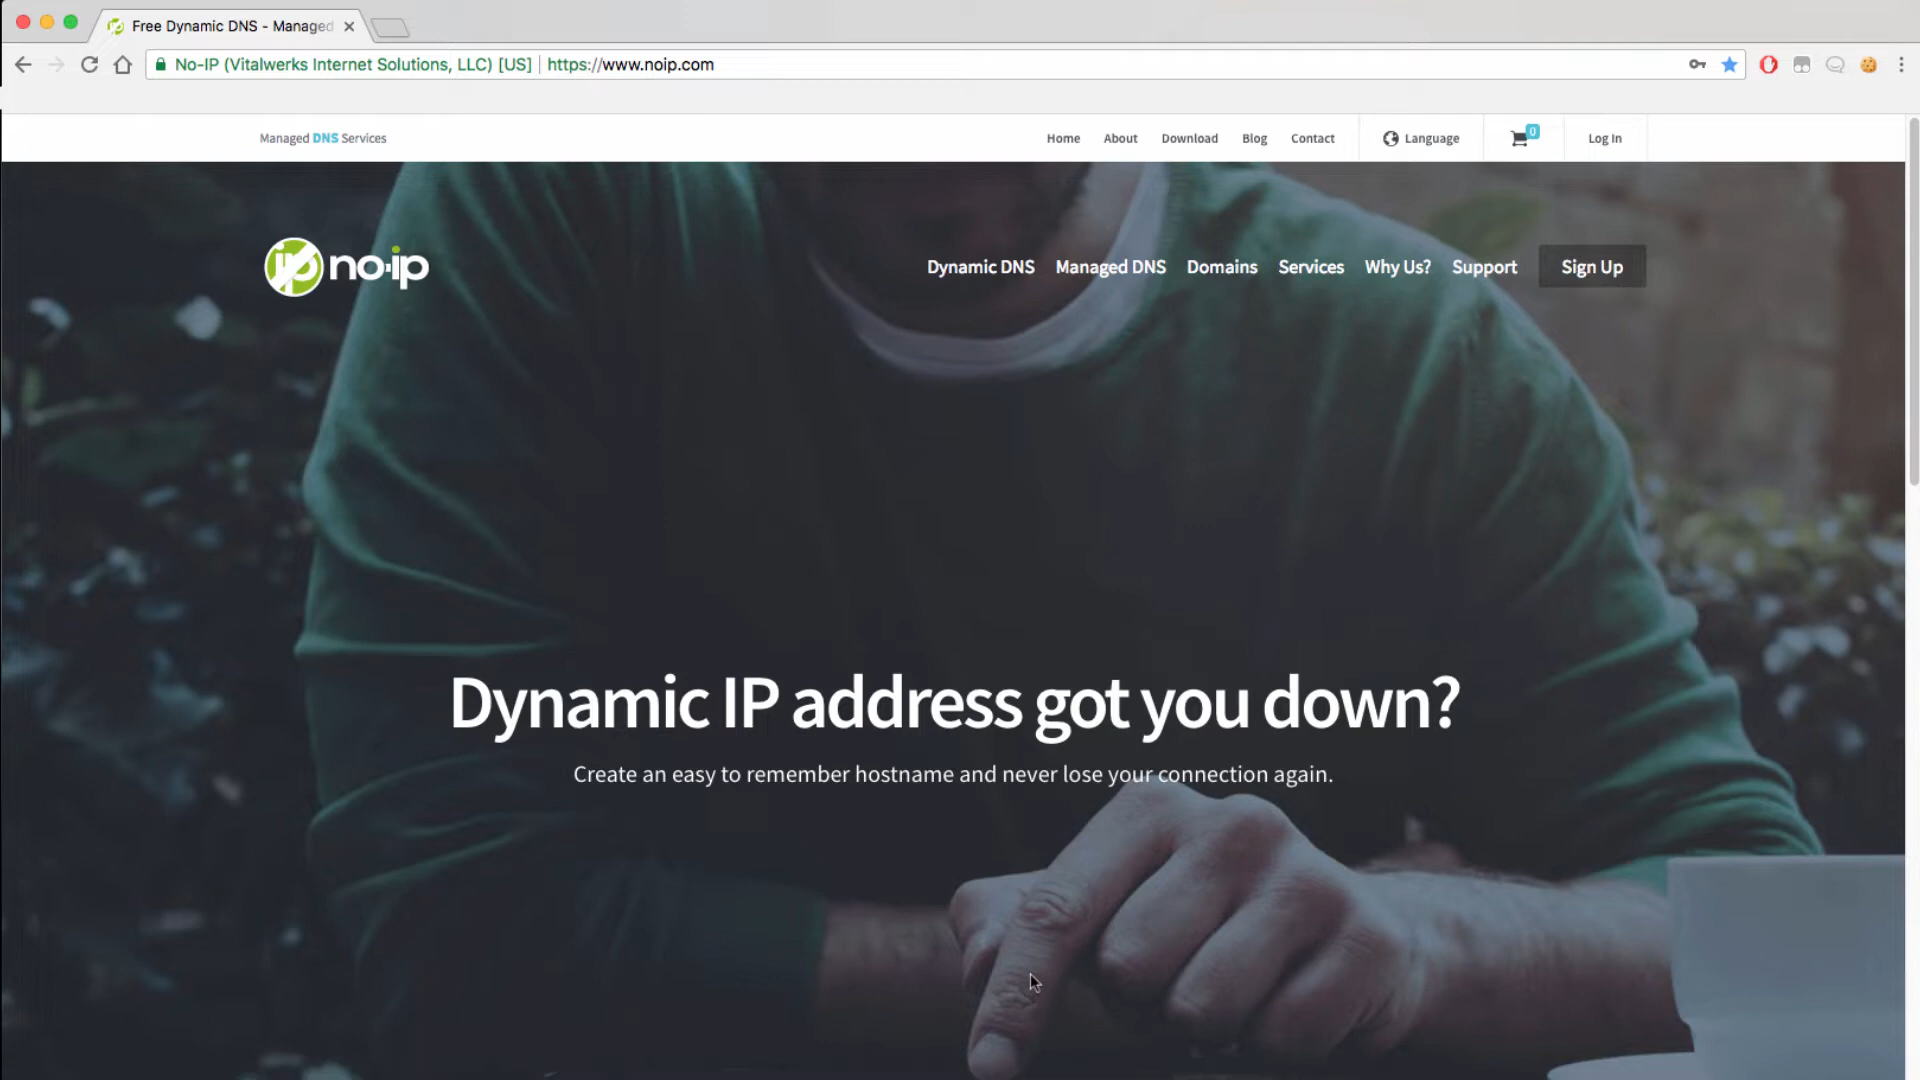 Free Dynamic DNS - Managed
No-IP (Vitalwerks Internet Solutions, LLC) [US] https://www.noip.com
Managed DNS Services
Home About Download Blog Contact Language 0 Log In
no-ip Dynamic DNS Managed DNS Domains Services Why Us? Support Sign Up
Dynamic IP address got you down?
Create an easy to remember hostname and never lose your connection again.